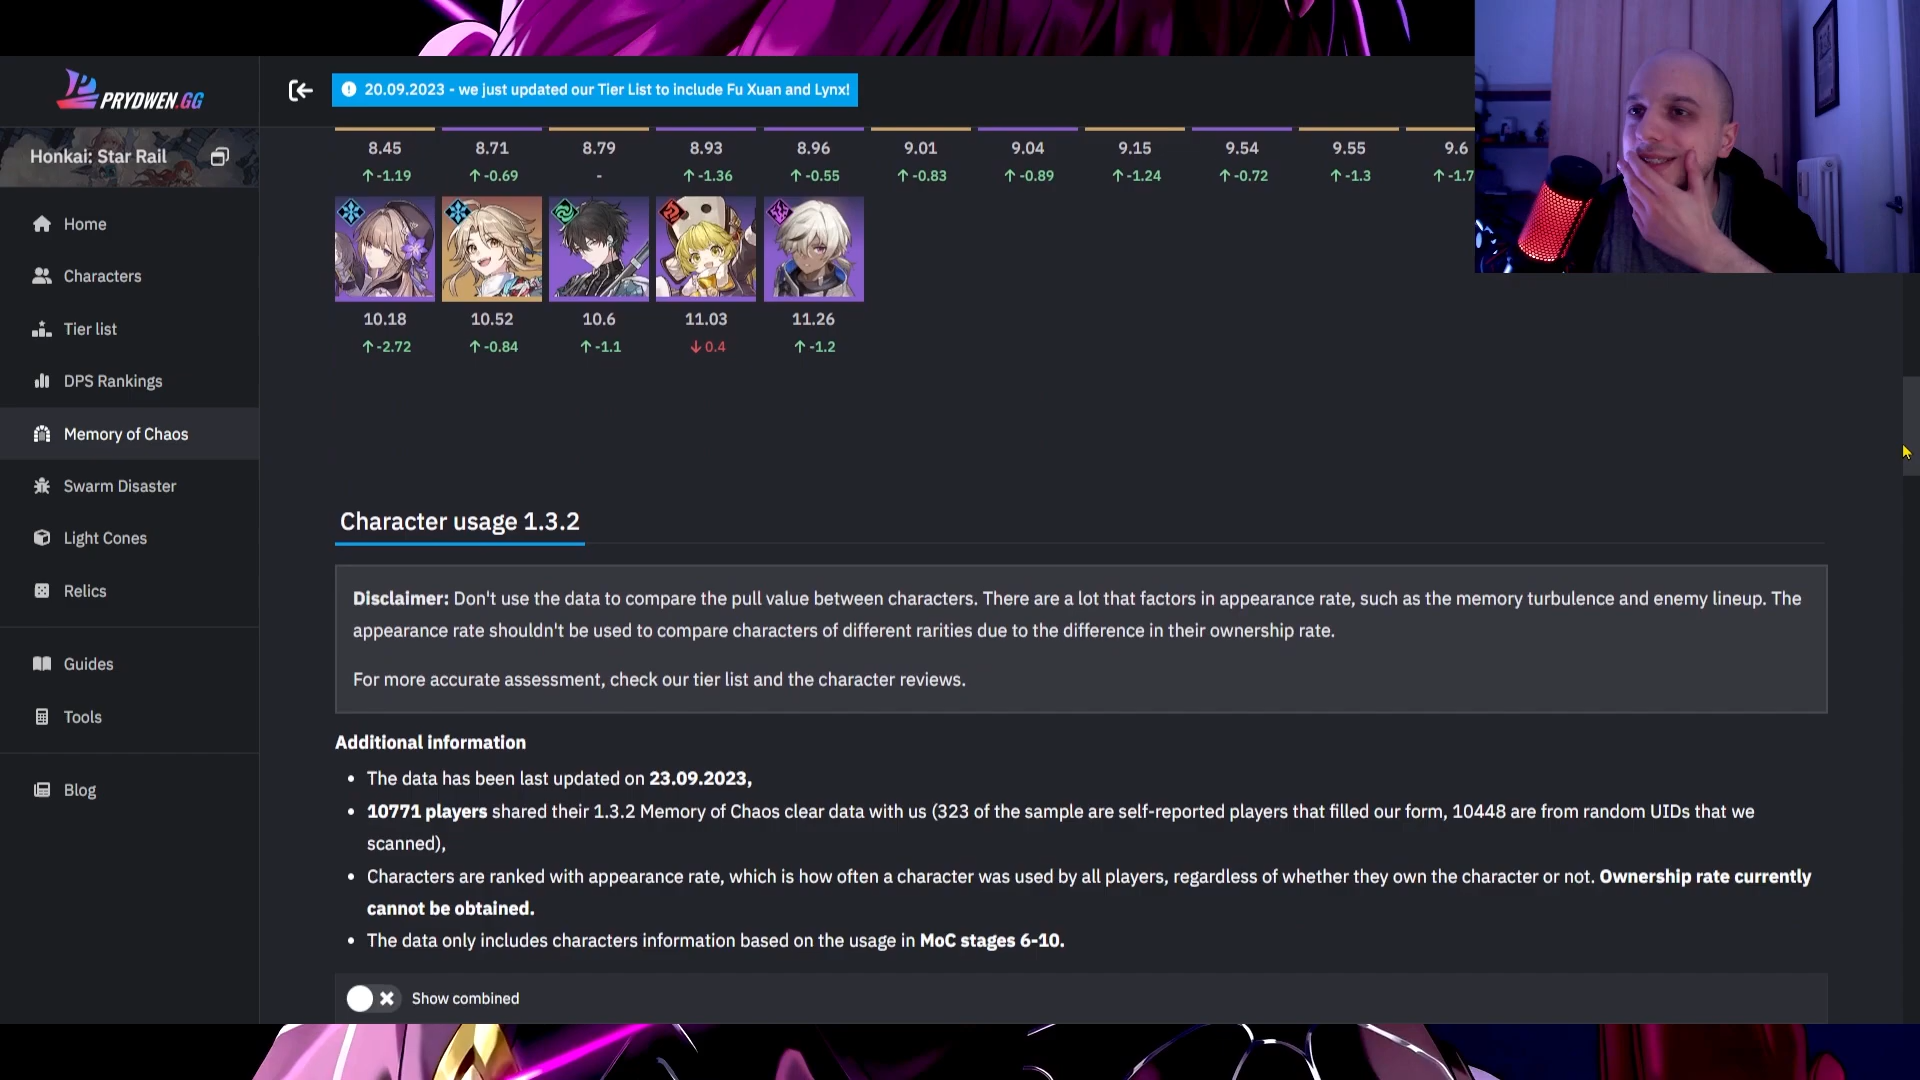 PRYDWEN.GG
20.09.2023 - we just updated our Tier List to include Fu Xuan and Lynx!
Honkai: Star Rail
Home
Characters
Tier list
DPS Rankings
Memory of Chaos
Swarm Disaster
Light Cones
Relics
Guides
Tools
Blog
8.45 8.71 8.79 8.93 8.96 9.01 9.04 9.15 9.54 9.55 9.6
↑-1.19 ↑-0.69 - ↑-1.36 ↑-0.55 ↑-0.83 ↑-0.89 ↑-1.24 ↑-0.72 ↑-1.3 ↑-1.7
10.18 10.52 10.6 11.03 11.26
↑-2.72 ↑-0.84 ↑-1.1 ↓0.4 ↑-1.2
Character usage 1.3.2
Disclaimer: Don't use the data to compare the pull value between characters. There are a lot that factors in appearance rate, such as the memory turbulence and enemy lineup. The
appearance rate shouldn't be used to compare characters of different rarities due to the difference in their ownership rate.
For more accurate assessment, check our tier list and the character reviews.
Additional information
• The data has been last updated on 23.09.2023,
• 10771 players shared their 1.3.2 Memory of Chaos clear data with us (323 of the sample are self-reported players that filled our form, 10448 are from random UIDs that we
scanned),
• Characters are ranked with appearance rate, which is how often a character was used by all players, regardless of whether they own the character or not. Ownership rate currently
cannot be obtained.
• The data only includes characters information based on the usage in MoC stages 6-10.
Show combined